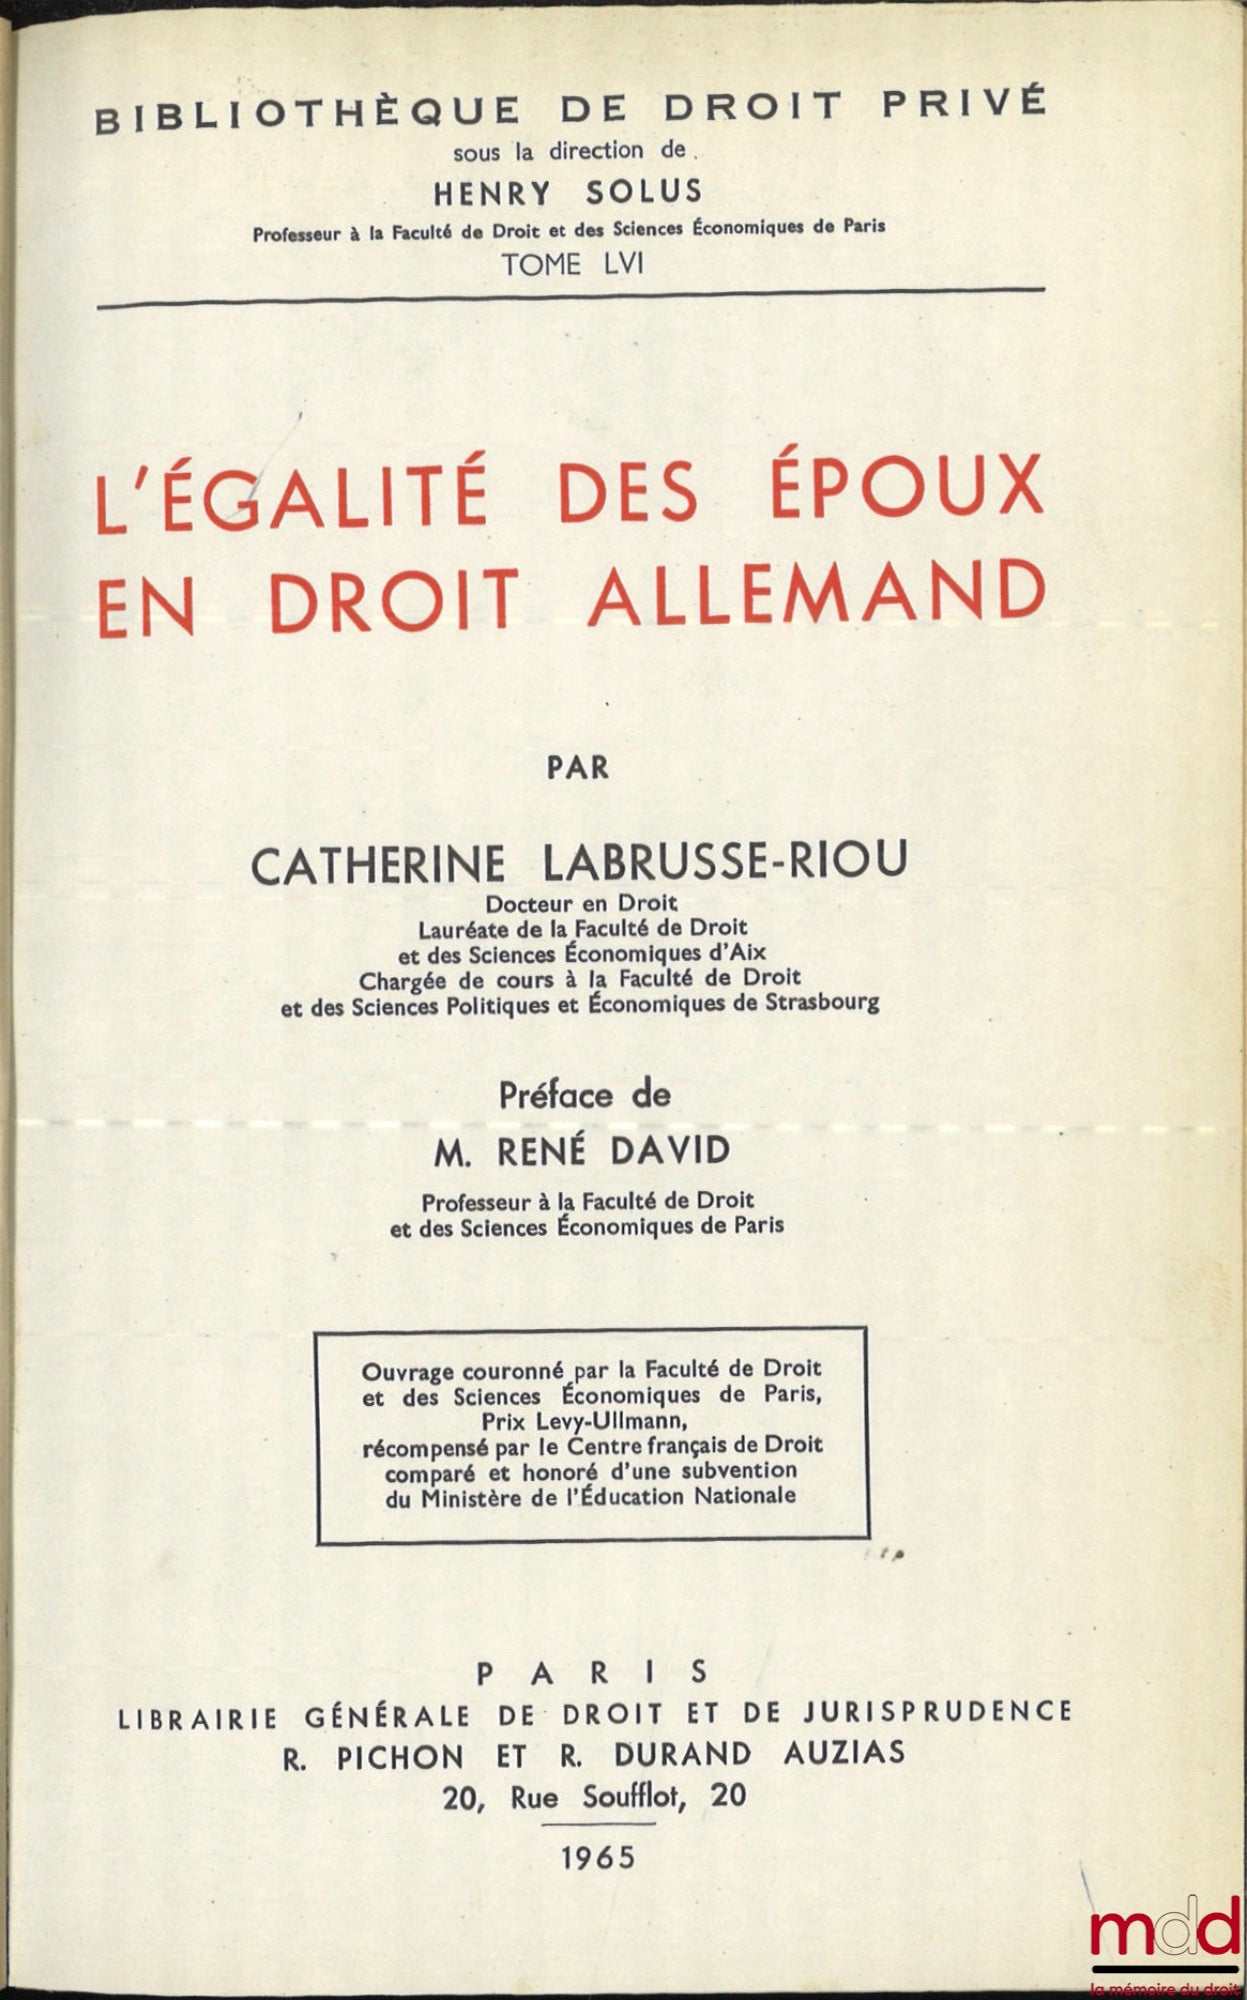 BIBLIOTHÈQUE DE DROIT PRIVÉ
sous la direction de
HENRY SOLUS
Professeur à la Faculté de Droit et des Sciences Économiques de Paris
TOME LVI
L'ÉGALITÉ DES ÉPOUX
EN DROIT ALLEMAND
PAR
CATHERINE LABRUSSE-RIOU
Docteur en Droit
Lauréate de la Faculté de Droit
et des Sciences Économiques d'Aix
Chargée de cours à la Faculté de Droit
et des Sciences Politiques et Économiques de Strasbourg
Préface de
M. RENÉ DAVID
Professeur à la Faculté de Droit
et des Sciences Économiques de Paris
Ouvrage couronné par la Faculté de Droit
et des Sciences Économiques de Paris,
Prix Levy-Ullmann,
récompensé par le Centre français de Droit
comparé et honoré d'une subvention
du Ministère de l'Éducation Nationale
PARIS
LIBRAIRIE GÉNÉRALE DE DROIT ET DE JURISPRUDENCE
R. PICHON ET R. DURAND AUZIAS
20, Rue Soufflot, 20
1965
mdd
la mémoire du droit